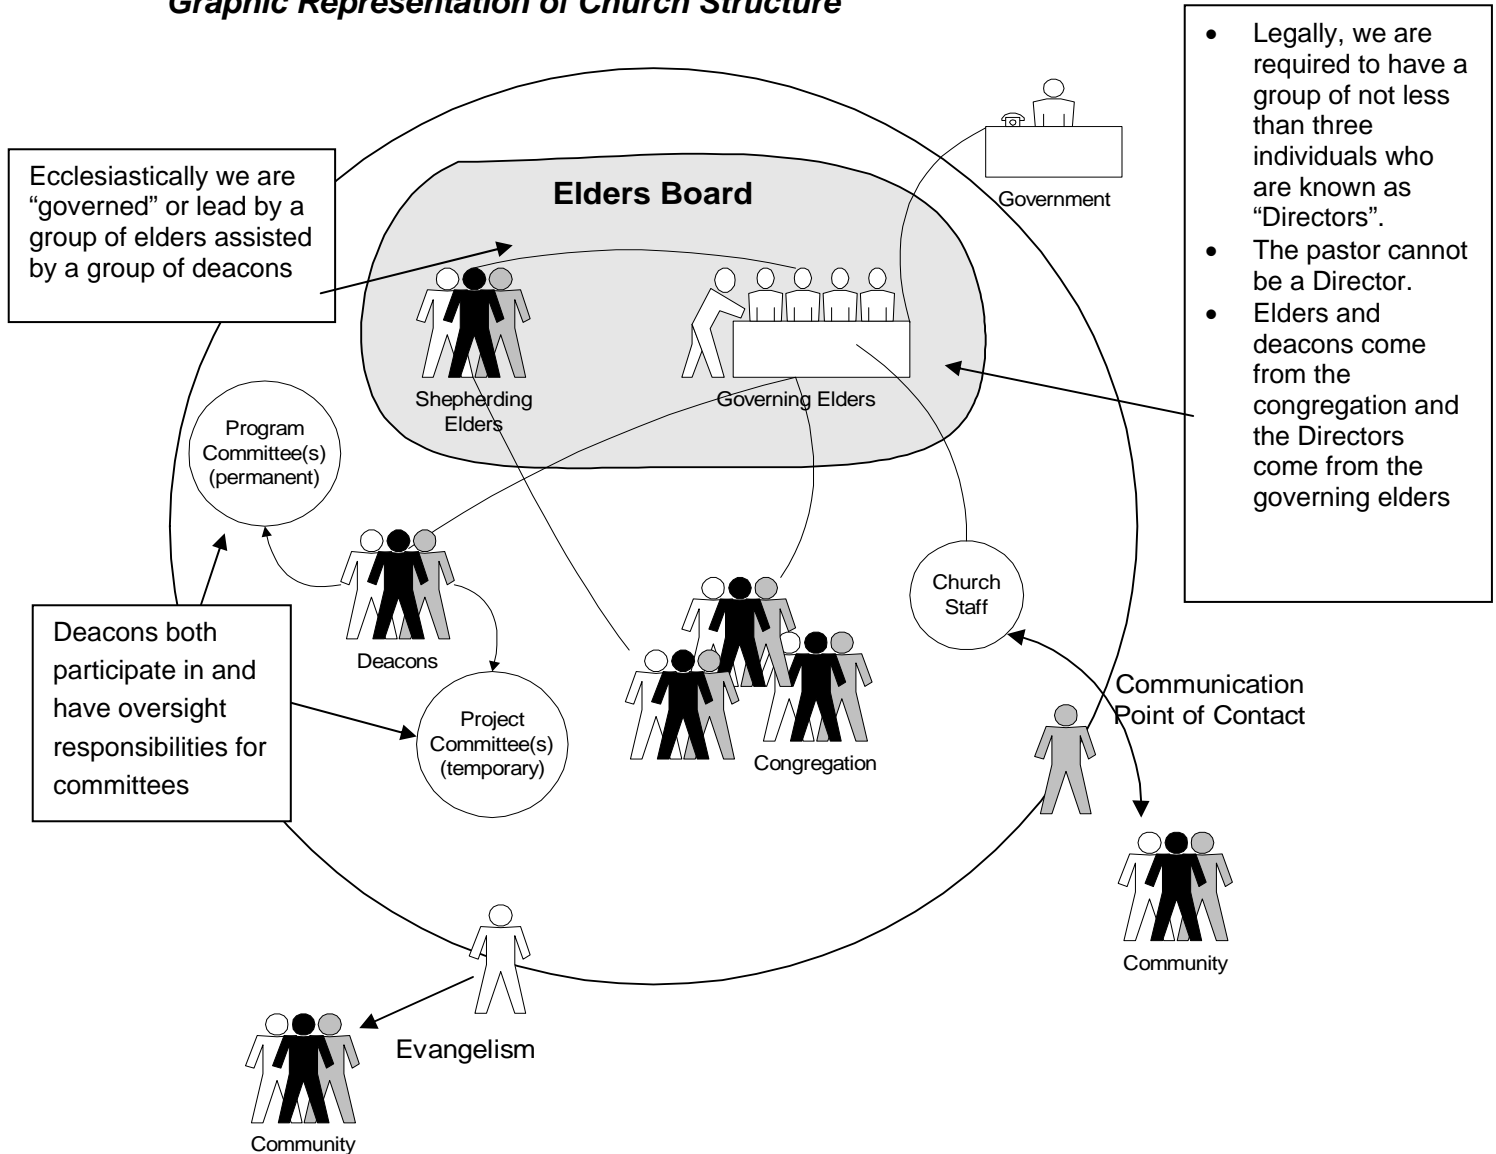 Graphic Representation of Church Structure
Ecclesiastically we are
“governed” or lead by a
group of elders assisted
by a group of deacons
Elders Board
Government
• Legally, we are
required to have a
group of not less
than three
individuals who
are known as
“Directors”.
• The pastor cannot
be a Director.
• Elders and
deacons come
from the
congregation and
the Directors
come from the
governing elders
Shepherding
Elders
Governing Elders
Program
Committee(s)
(permanent)
Deacons
Church
Staff
Deacons both
participate in and
have oversight
responsibilities for
committees
Project
Committee(s)
(temporary)
Congregation
Communication
Point of Contact
Community
Evangelism
Community